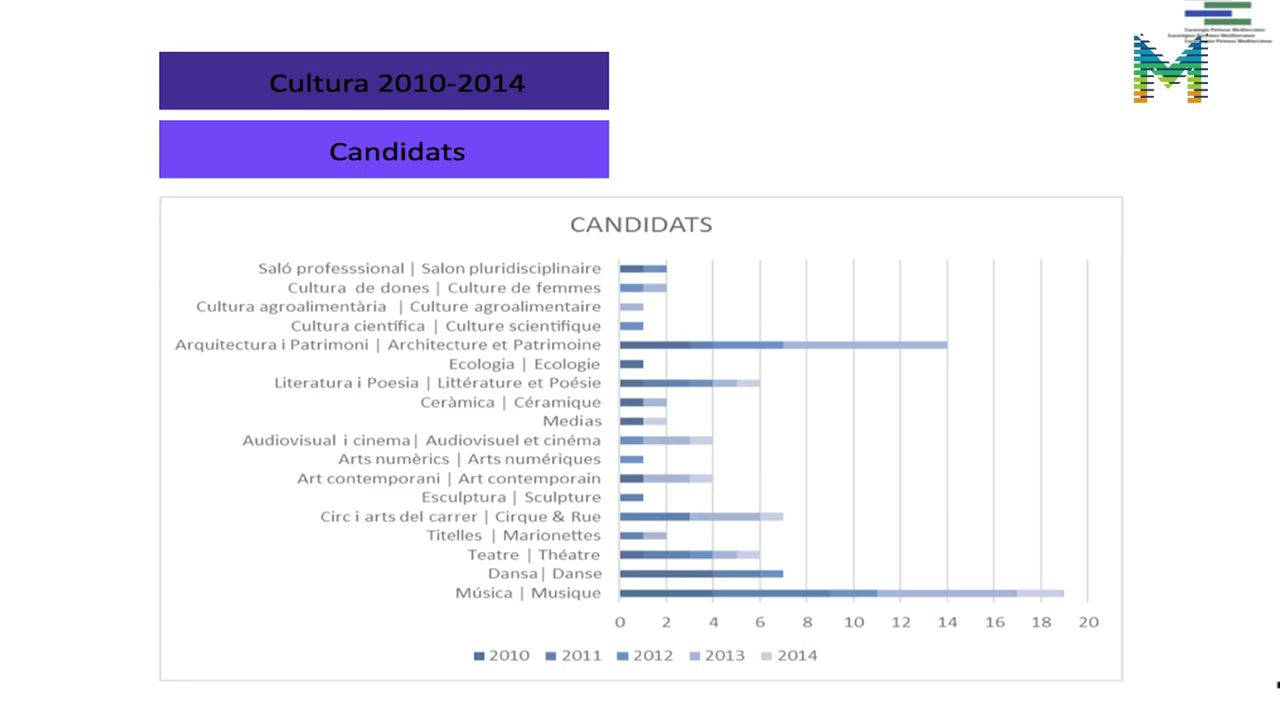 Cultura 2010-2014
Candidats
CANDIDATS
Saló professsional | Salon pluridisciplinaire
Cultura de dones | Culture de femmes
Cultura agroalimentària | Culture agroalimentaire
Cultura científica | Culture scientifique
Arquitectura i Patrimoni | Architecture et Patrimoine
Ecologia | Ecologie
Literatura i Poesia | Littérature et Poésie
Ceràmica | Céramique
Medias
Audiovisual i cinema| Audiovisuel et cinéma
Arts numèrics | Arts numériques
Art contemporani | Art contemporain
Esculptura | Sculpture
Circ i arts del carrer | Cirque & Rue
Titelles | Marionettes
Teatre | Théatre
Dansa| Danse
Música | Musique
0 2 4 6 8 10 12 14 16 18 20
2010 2011 2012 2013 2014